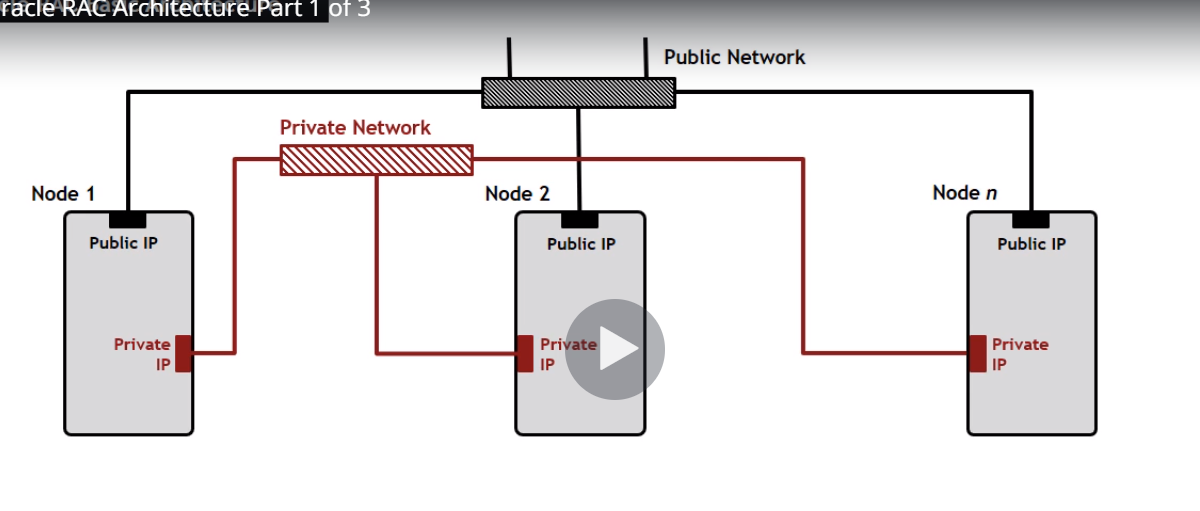 racle RAC Architecture Part 1 of 3
Public Network
Private Network
Node 1
Node 2
Node n
Public IP
Public IP
Public IP
Private
IP
Private
IP
Private
IP